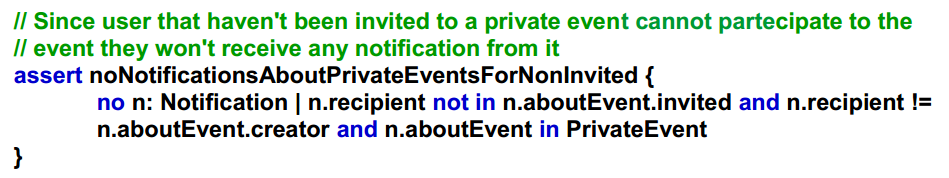 // Since user that haven't been invited to a private event cannot partecipate to the
// event they won't receive any notification from it
assert noNotificationsAboutPrivateEventsForNonInvited {
no n: Notification | n.recipient not in n.aboutEvent.invited and n.recipient !=
n.aboutEvent.creator and n.aboutEvent in PrivateEvent
}